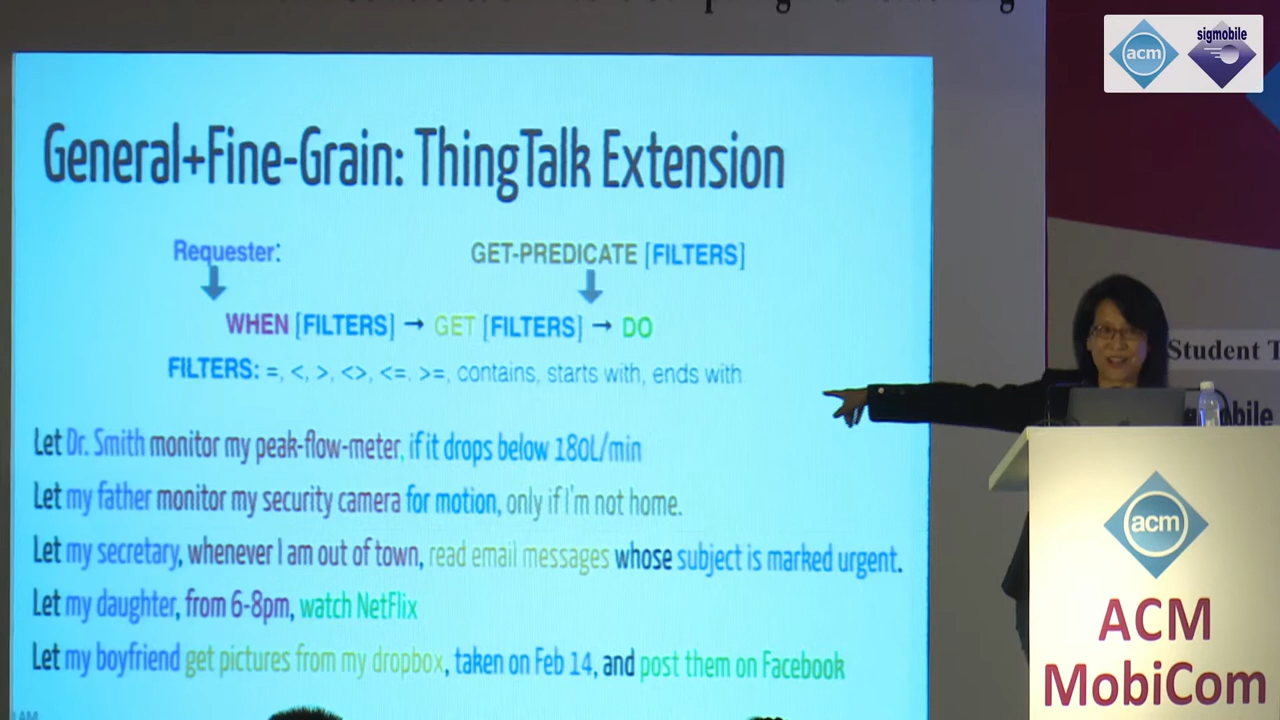 acm
sigmobile
General+Fine-Grain: ThingTalk Extension
Requester:
GET-PREDICATE [FILTERS]
WHEN [FILTERS] → GET [FILTERS] → DO
FILTERS: =, <, >, <>, <=, >=, contains, starts with, ends with
Let Dr. Smith monitor my peak-flow-meter, if it drops below 180L/min
Let my father monitor my security camera for motion, only if I'm not home.
Let my secretary, whenever I am out of town, read email messages whose subject is marked urgent.
Let my daughter, from 6-8pm, watch NetFlix
Let my boyfriend get pictures from my dropbox, taken on Feb 14, and post them on Facebook
LAM
Student T
bile
acm
ACM
MobiCom